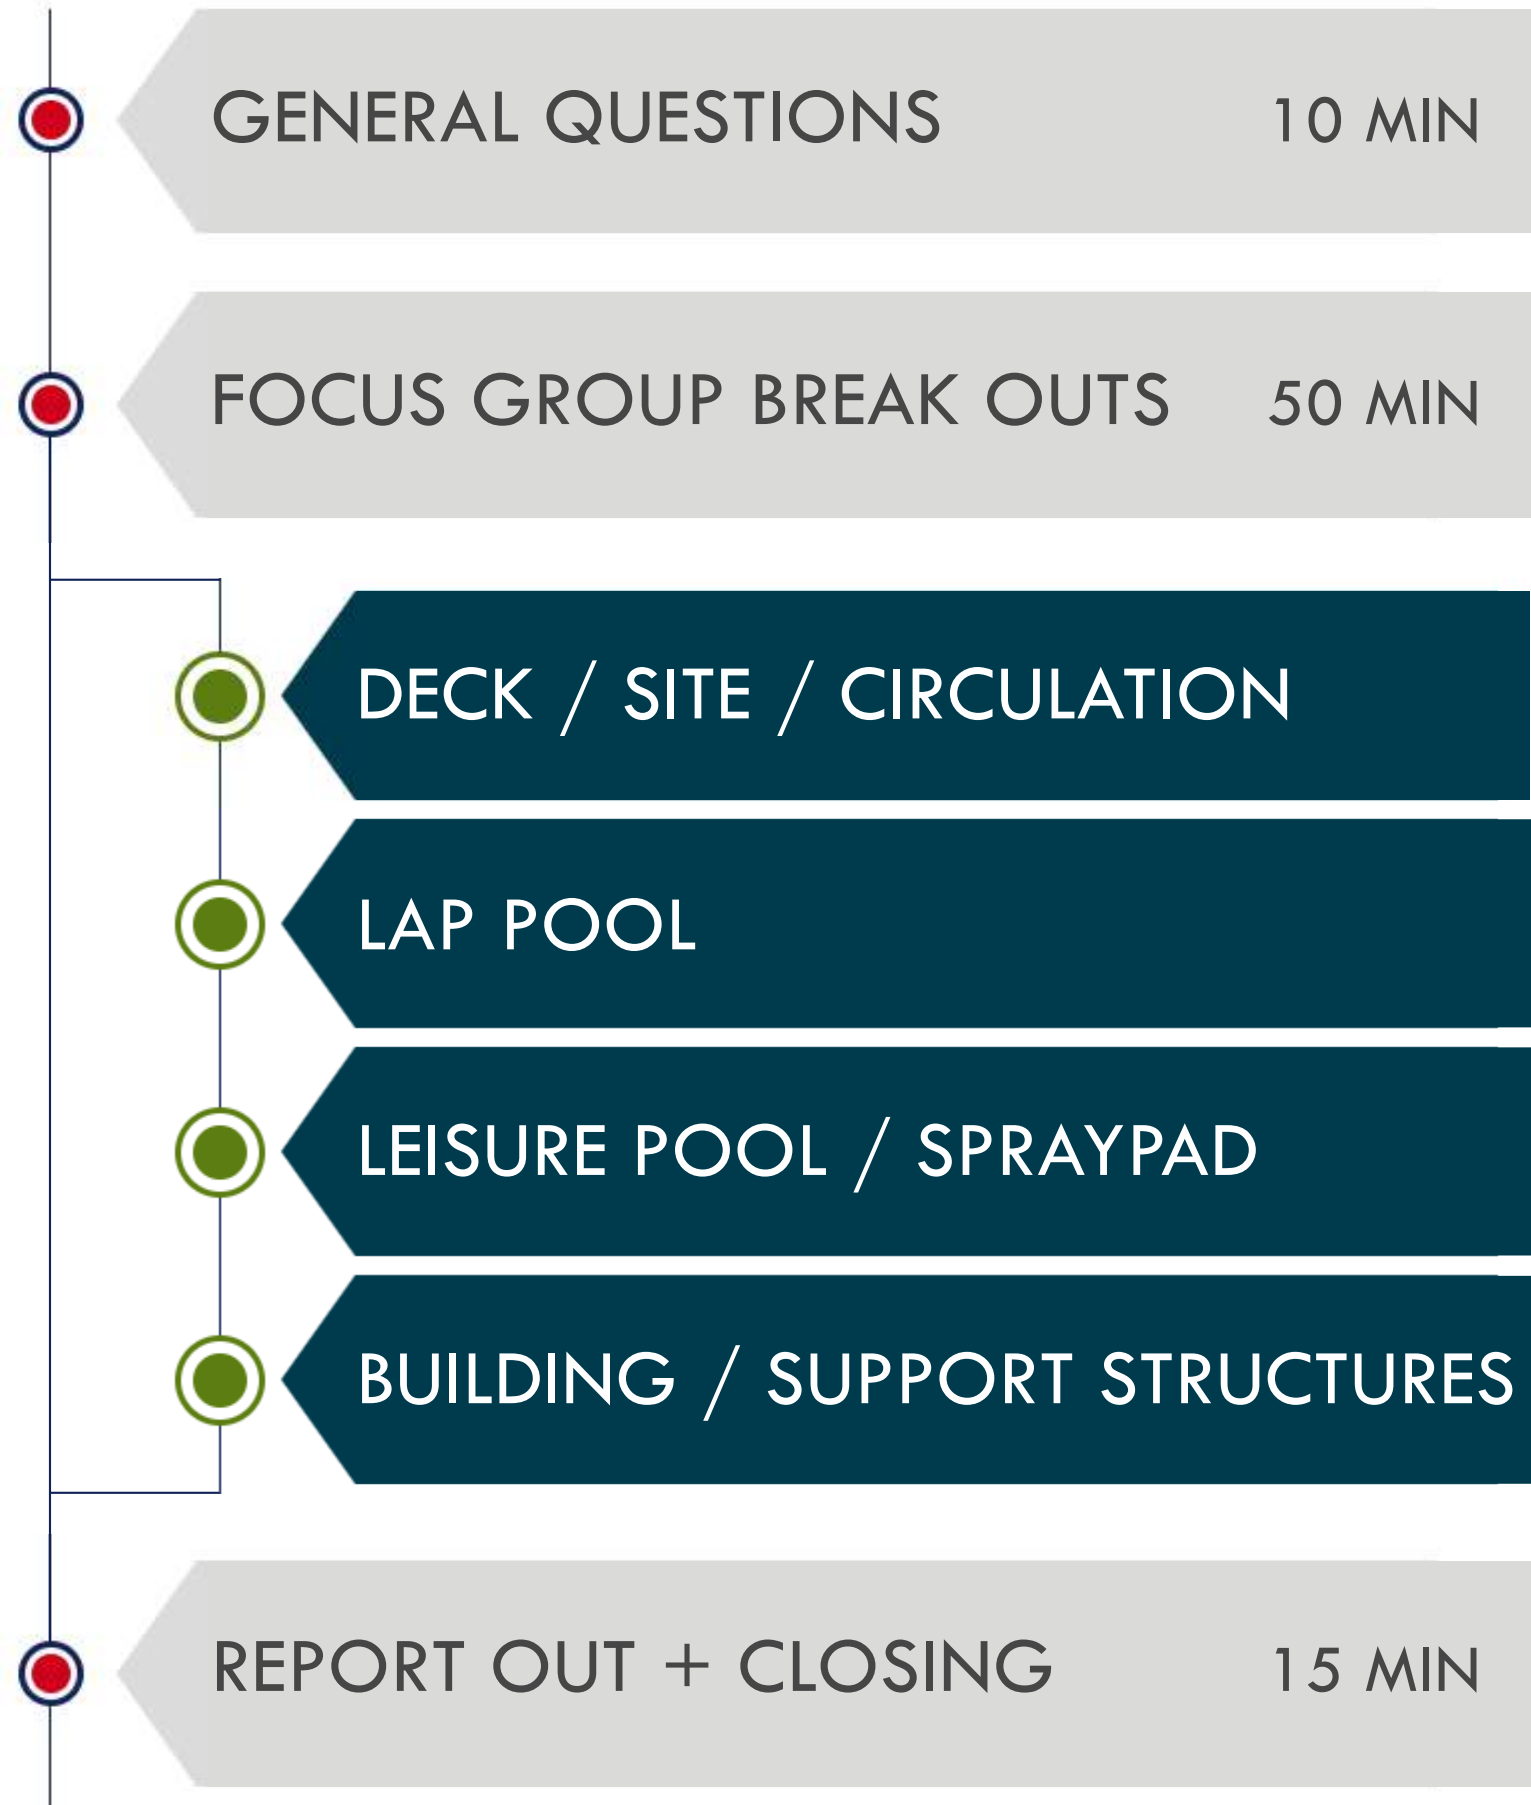 GENERAL QUESTIONS 10 MIN
FOCUS GROUP BREAK OUTS 50 MIN
DECK / SITE / CIRCULATION
LAP POOL
LEISURE POOL / SPRAYPAD
BUILDING / SUPPORT STRUCTURES
REPORT OUT + CLOSING 15 MIN